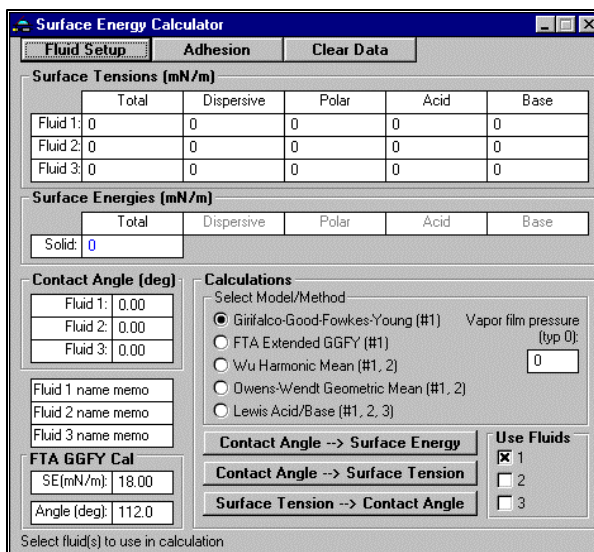 Surface Energy Calculator
Fluid Setup Adhesion Clear Data
Surface Tensions (mN/m)
Total Dispersive Polar Acid Base
Fluid 1: 0 0 0 0 0
Fluid 2: 0 0 0 0 0
Fluid 3: 0 0 0 0 0
Surface Energies (mN/m)
Total Dispersive Polar Acid Base
Solid: 0
Contact Angle (deg)
Fluid 1: 0.00
Fluid 2: 0.00
Fluid 3: 0.00
Fluid 1 name memo
Fluid 2 name memo
Fluid 3 name memo
FTA GGFY Cal
SE(mN/m): 18.00
Angle (deg): 112.0
Calculations
Select Model/Method
Girifalco-Good-Fowkes-Young (#1)
FTA Extended GGFY (#1)
Wu Harmonic Mean (#1, 2)
Owens-Wendt Geometric Mean (#1, 2)
Lewis Acid/Base (#1, 2, 3)
Vapor film pressure
(typ 0):
0
Contact Angle --> Surface Energy
Contact Angle --> Surface Tension
Surface Tension --> Contact Angle
Use Fluids
1
2
3
Select fluid(s) to use in calculation